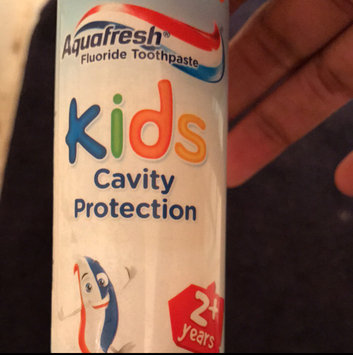 Aquafresh®
Fluoride Toothpaste
Kids
Cavity
Protection
2+
years